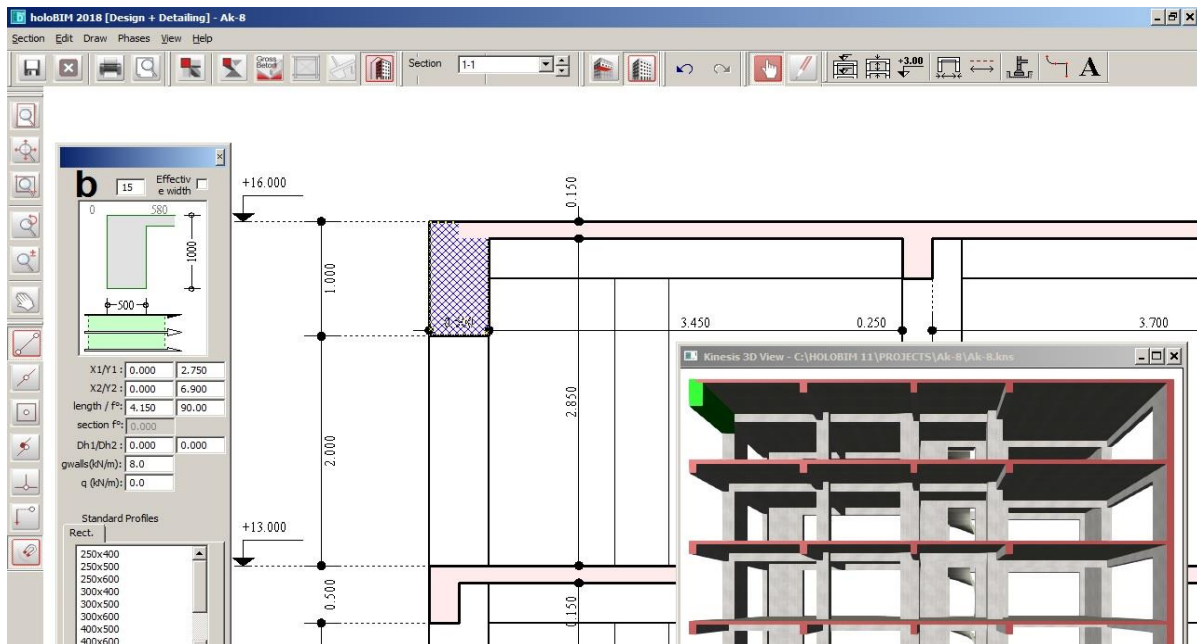 holoBIM 2018 [Design + Detailing] - Ak-8
Section Edit Draw Phases View Help
Gross Beton
Section 1-1
+3.00
A
b 15 Effectiv
e width
0 580
1000
500
X1/Y1 : 0.000 2.750
X2/Y2 : 0.000 6.900
length / fº: 4.150 90.00
section fº: 0.000
Dh1/Dh2 : 0.000 0.000
gwalls(kN/m): 8.0
q (kN/m): 0.0
Standard Profiles
Rect.
250x400
250x500
250x600
300x400
300x500
300x600
400x500
400x600
+16.000
0.150
1.000
3.450
0.250
3.700
2.850
2.000
+13.000
0.500
0.150
Kinesis 3D View - C:\HOLOBIM 11\PROJECTS\Ak-8\Ak-8.kns